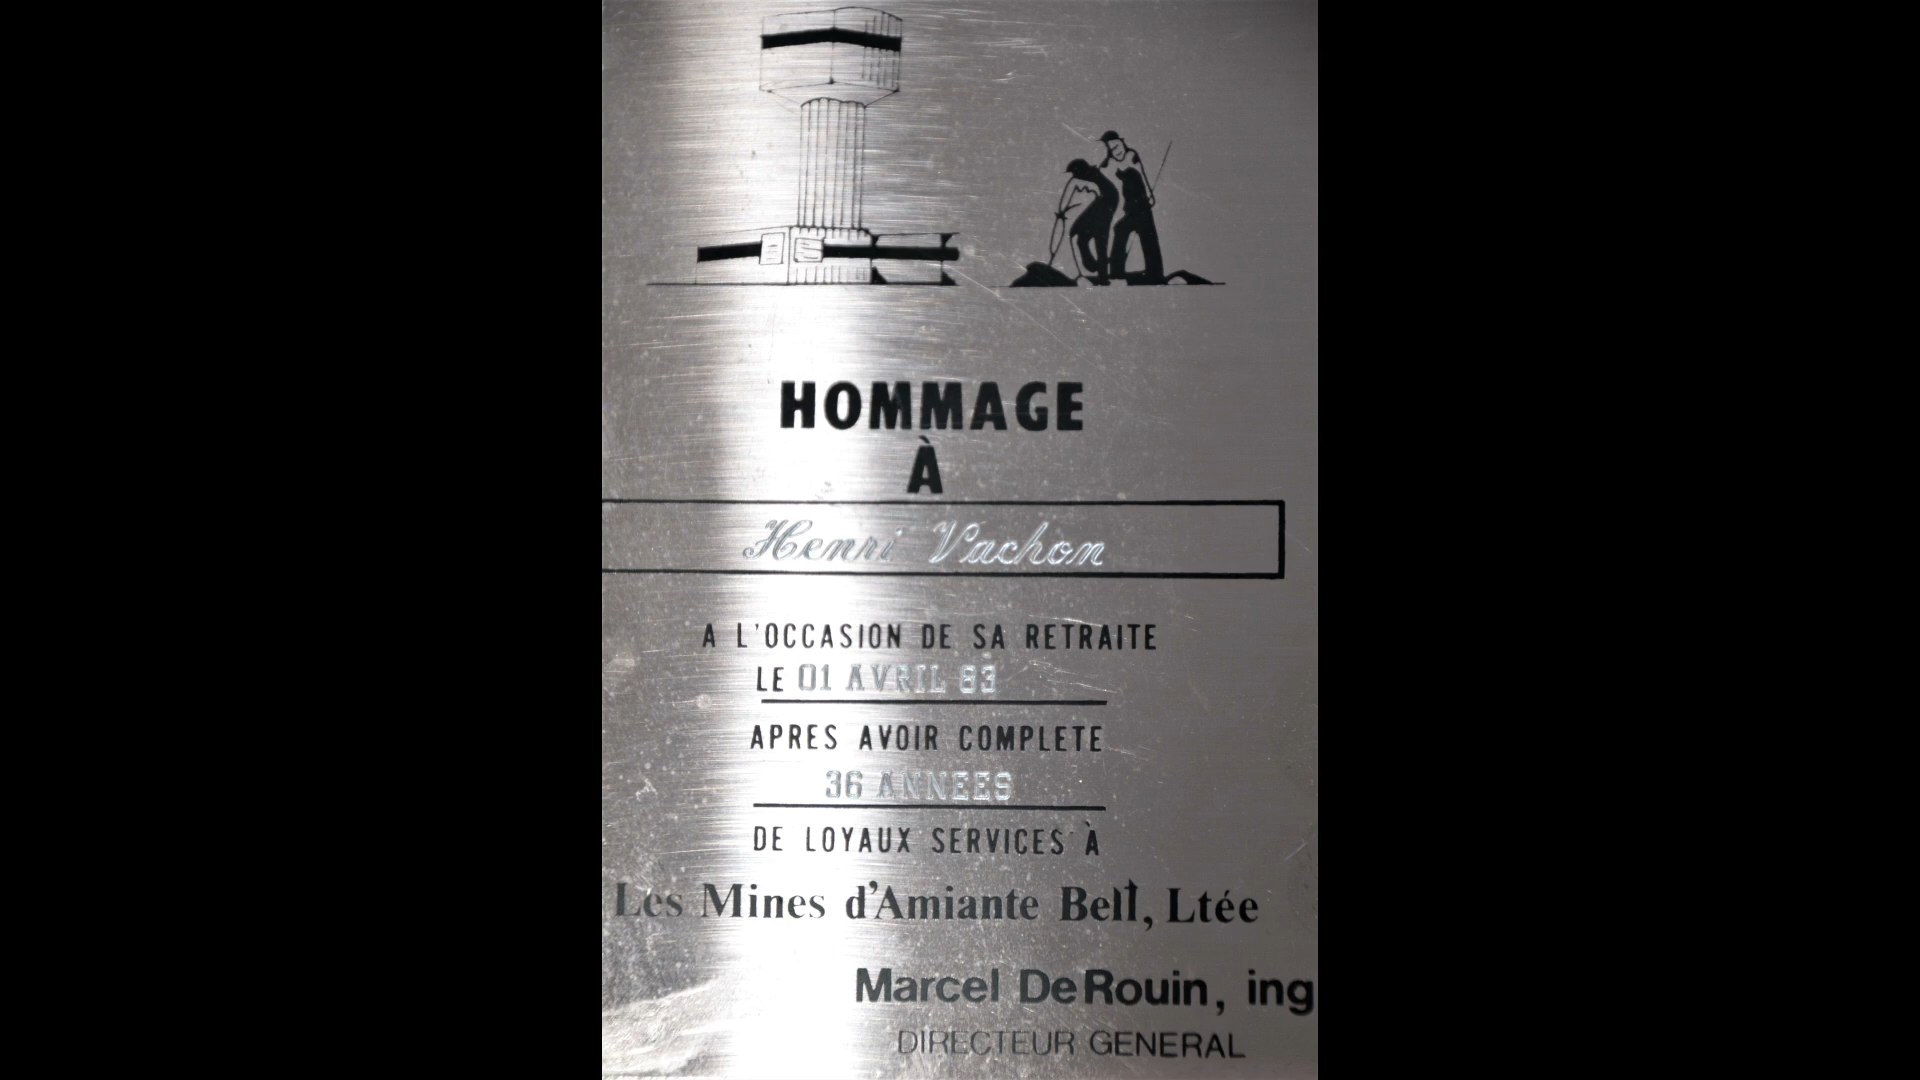 HOMMAGE
À
Henri Vachon
A L'OCCASION DE SA RETRAITE
LE 01 AVRIL 83
APRES AVOIR COMPLETE
36 ANNEES
DE LOYAUX SERVICES À
Les Mines d'Amiante Bell, Ltée
Marcel DeRouin, ing
DIRECTEUR GENERAL